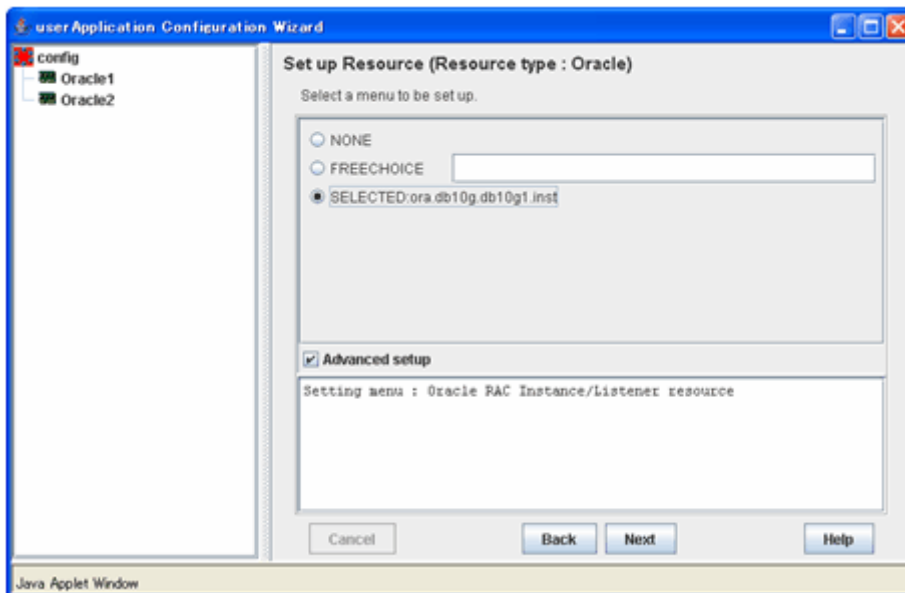 userApplication Configuration Wizard
config
Oracle1
Oracle2
Set up Resource (Resource type : Oracle)
Select a menu to be set up.
NONE
FREECHOICE
SELECTED:ora.db10g.db10g1.inst
Advanced setup
Setting menu : Oracle RAC Instance/Listener resource
Cancel
Back
Next
Help
Java Applet Window